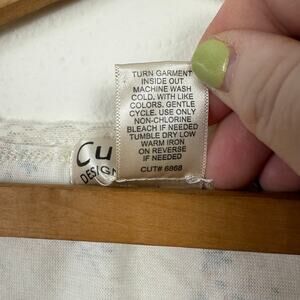 TURN GARMENT
INSIDE OUT
MACHINE WASH
COLD, WITH LIKE
COLORS. GENTLE
CYCLE. USE ONLY
NON-CHLORINE
BLEACH IF NEEDED
TUMBLE DRY LOW
WARM IRON
ON REVERSE
IF NEEDED
CUT# 6868
Cu
DESIGN